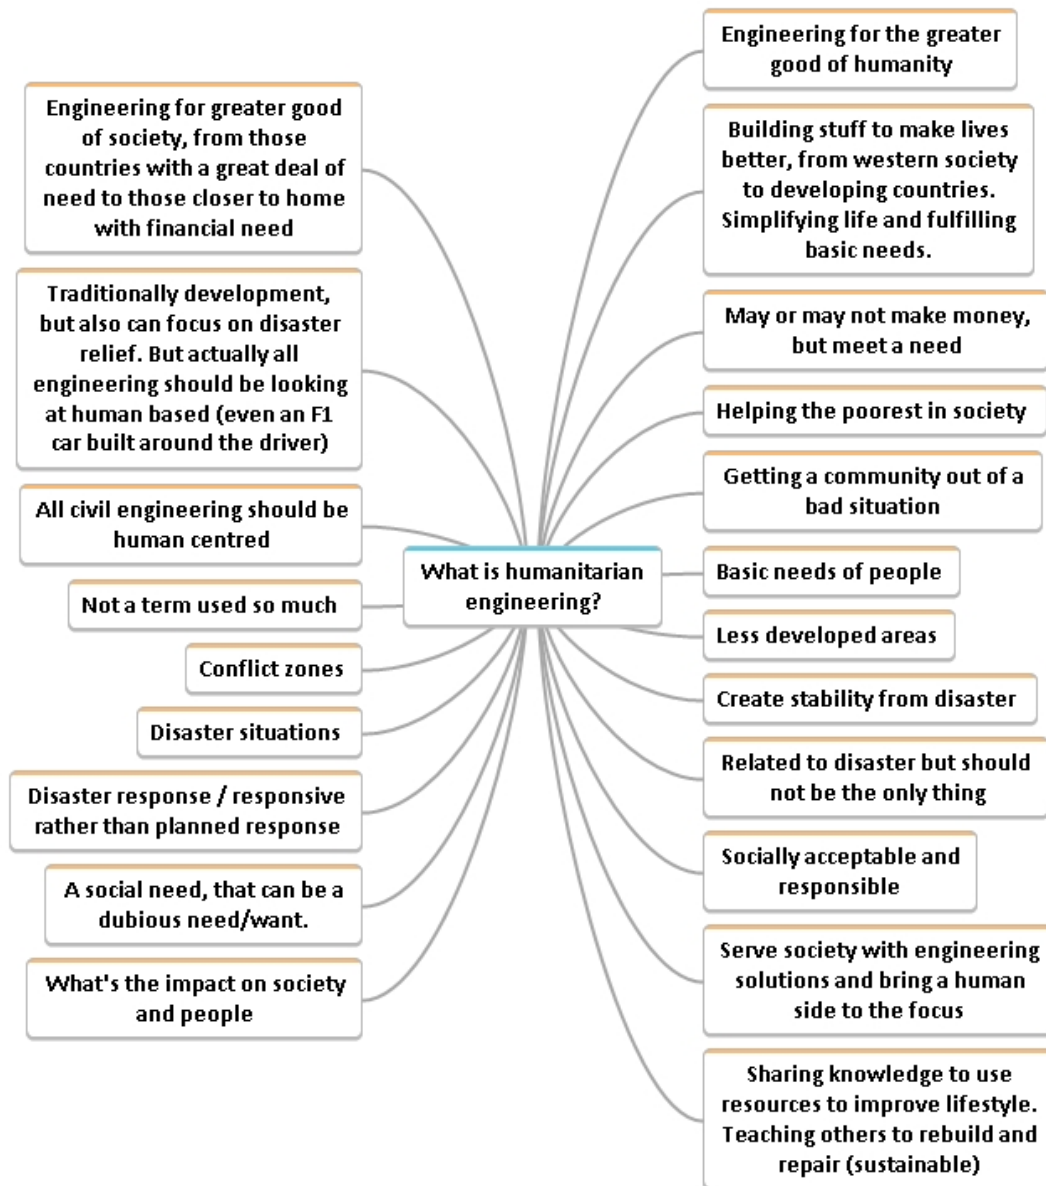 Engineering for greater good
of society, from those
countries with a great deal of
need to those closer to home
with financial need
Traditionally development,
but also can focus on disaster
relief. But actually all
engineering should be looking
at human based (even an F1
car built around the driver)
All civil engineering should be
human centred
Not a term used so much
Conflict zones
Disaster situations
Disaster response / responsive
rather than planned response
A social need, that can be a
dubious need/want.
What's the impact on society
and people
What is humanitarian
engineering?
Engineering for the greater
good of humanity
Building stuff to make lives
better, from western society
to developing countries.
Simplifying life and fulfilling
basic needs.
May or may not make money,
but meet a need
Helping the poorest in society
Getting a community out of a
bad situation
Basic needs of people
Less developed areas
Create stability from disaster
Related to disaster but should
not be the only thing
Socially acceptable and
responsible
Serve society with engineering
solutions and bring a human
side to the focus
Sharing knowledge to use
resources to improve lifestyle.
Teaching others to rebuild and
repair (sustainable)